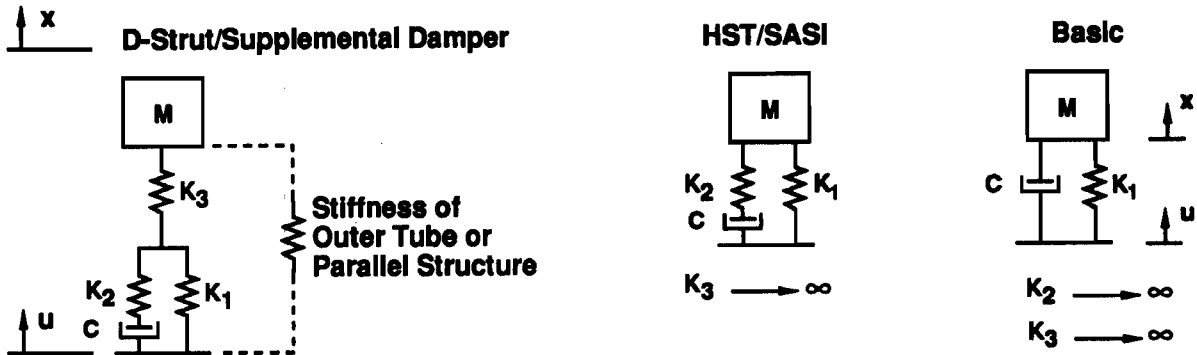 x
D-Strut/Supplemental Damper
M
K3
Stiffness of
Outer Tube or
Parallel Structure
K2
K1
C
u
HST/SASI
M
K2
K1
C
K3 → ∞
Basic
M
x
C
K1
u
K2 → ∞
K3 → ∞